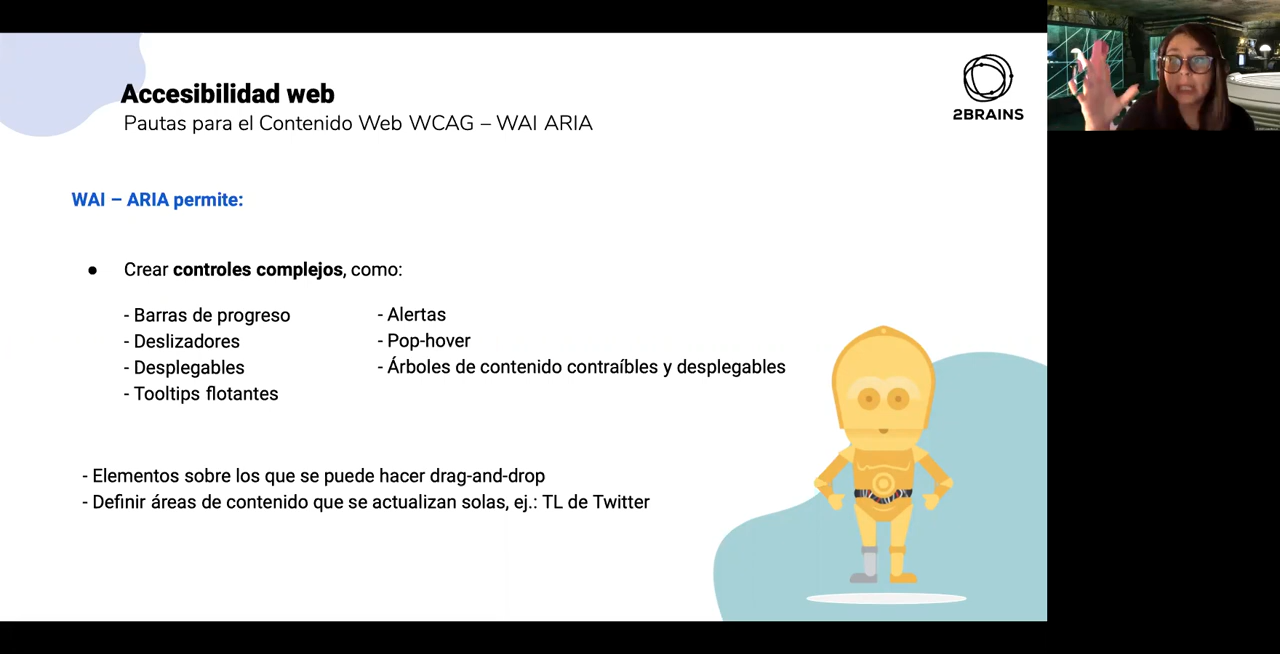 Accesibilidad web
Pautas para el Contenido Web WCAG – WAI ARIA
2BRAINS
WAI – ARIA permite:
● Crear controles complejos, como:
- Barras de progreso
- Deslizadores
- Desplegables
- Tooltips flotantes
- Alertas
- Pop-hover
- Árboles de contenido contraíbles y desplegables
- Elementos sobre los que se puede hacer drag-and-drop
- Definir áreas de contenido que se actualizan solas, ej.: TL de Twitter